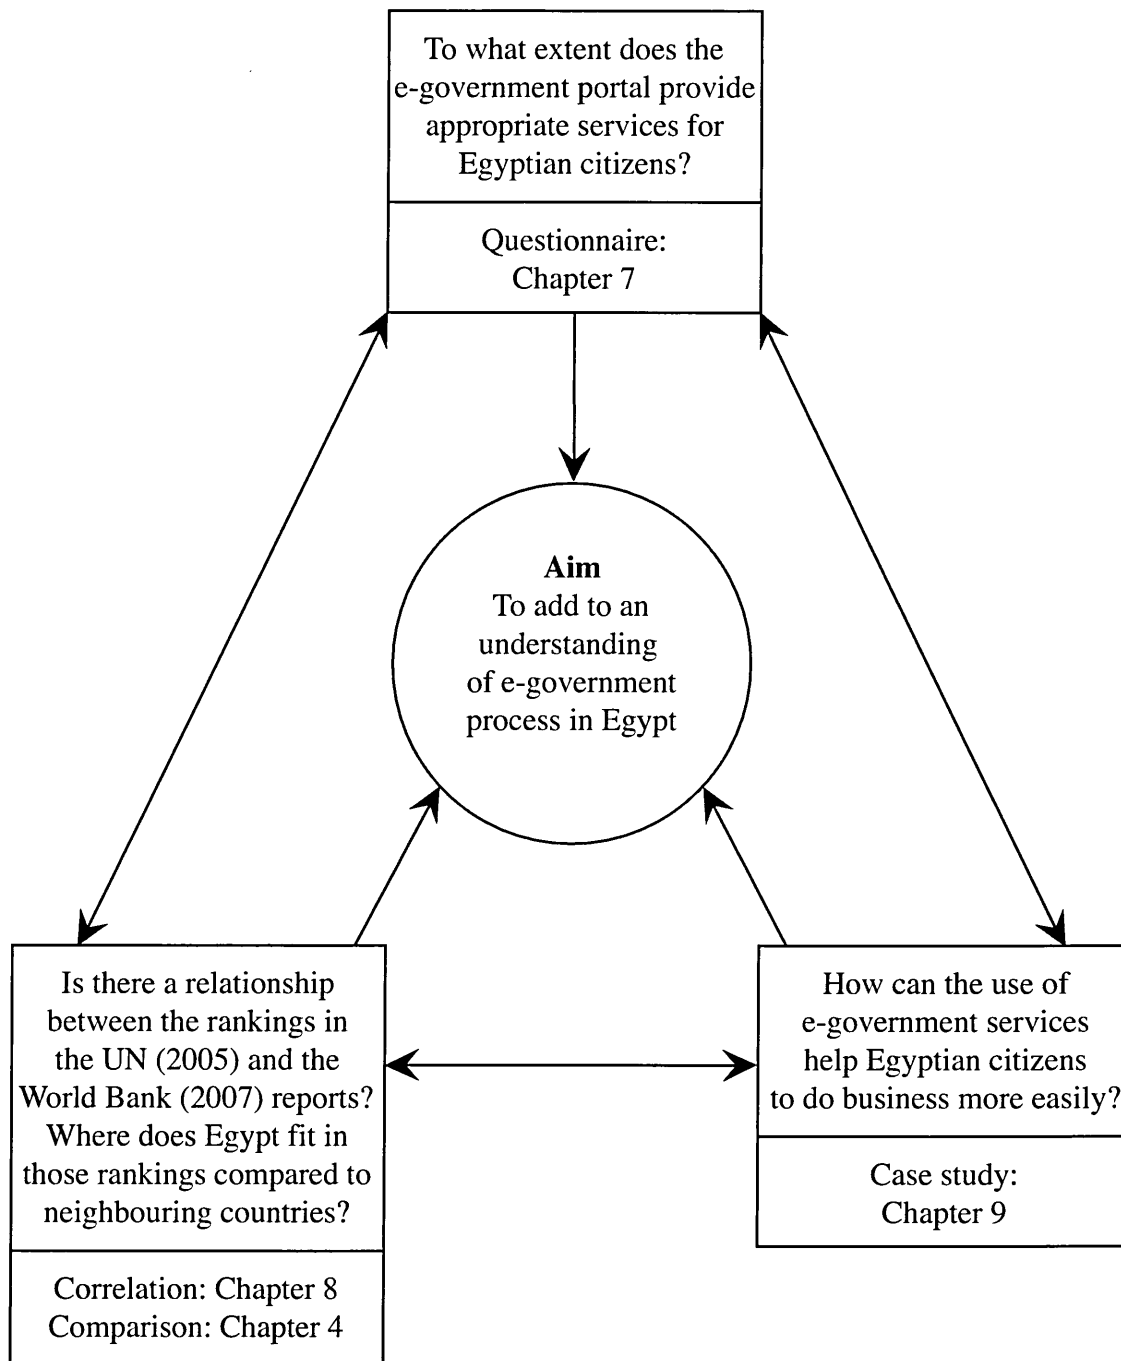 To what extent does the
e-government portal provide
appropriate services for
Egyptian citizens?
Questionnaire:
Chapter 7
Aim
To add to an
understanding
of e-government
process in Egypt
Is there a relationship
between the rankings in
the UN (2005) and the
World Bank (2007) reports?
Where does Egypt fit in
those rankings compared to
neighbouring countries?
Correlation: Chapter 8
Comparison: Chapter 4
How can the use of
e-government services
help Egyptian citizens
to do business more easily?
Case study:
Chapter 9